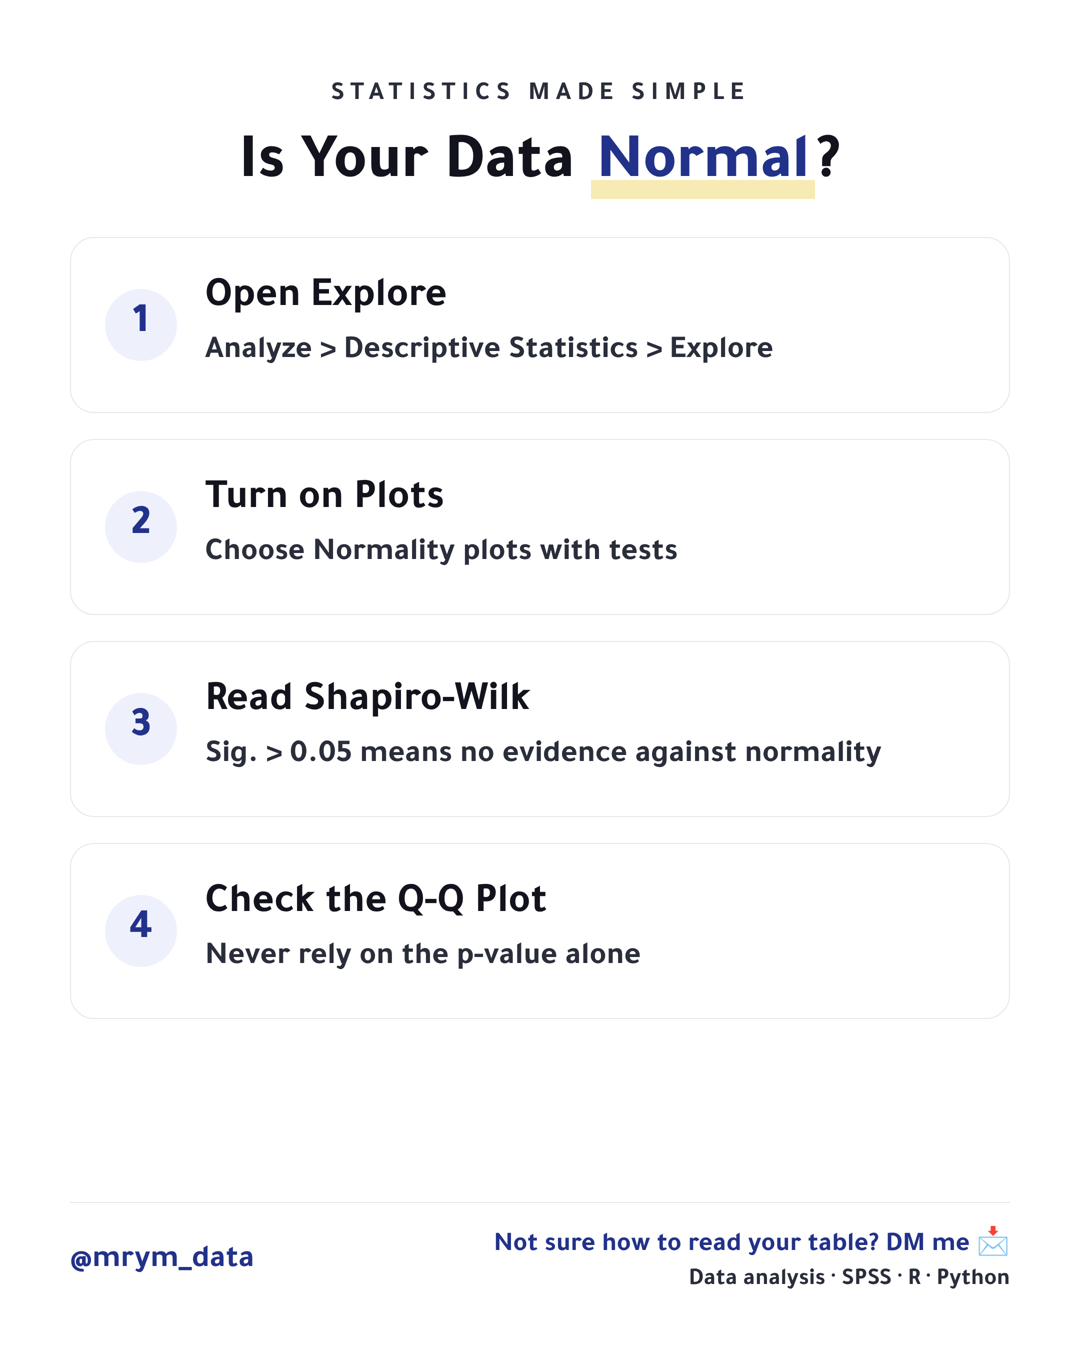 STATISTICS MADE SIMPLE
Is Your Data Normal?
1
Open Explore
Analyze > Descriptive Statistics > Explore
2
Turn on Plots
Choose Normality plots with tests
3
Read Shapiro-Wilk
Sig. > 0.05 means no evidence against normality
4
Check the Q-Q Plot
Never rely on the p-value alone
@mrym_data
Not sure how to read your table? DM me 📩
Data analysis · SPSS · R · Python